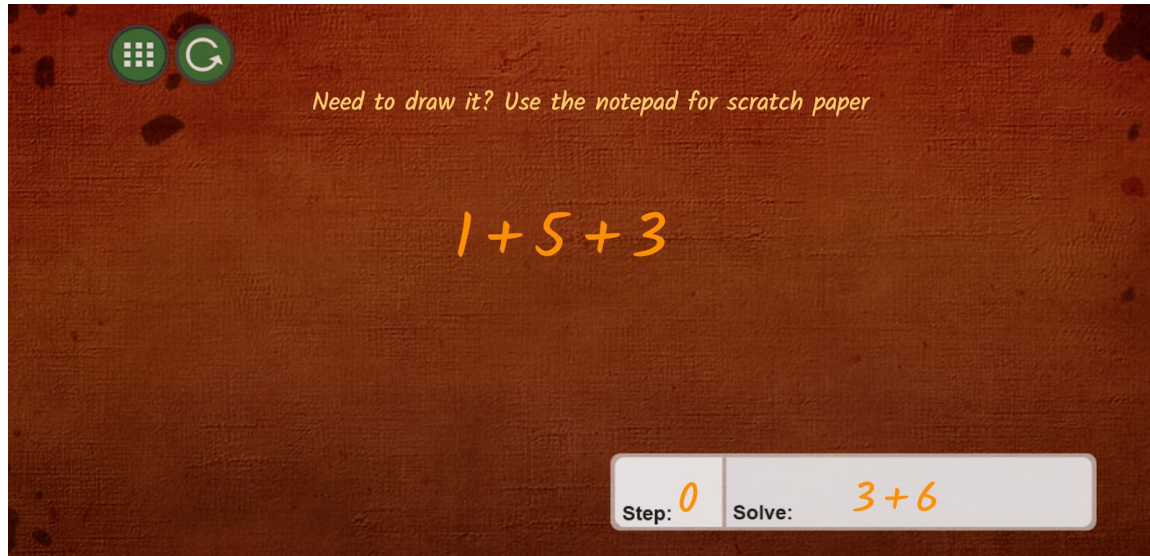 Need to draw it? Use the notepad for scratch paper
1 + 5 + 3
Step: 0 Solve: 3 + 6